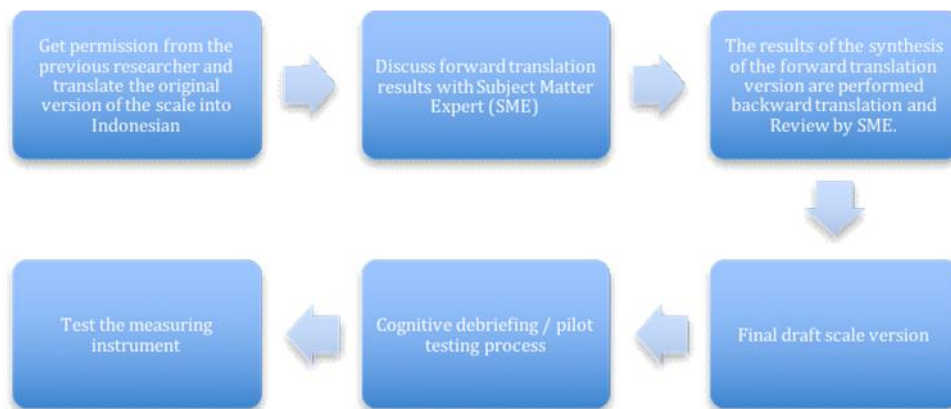 Get permission from the
previous researcher and
translate the original
version of the scale into
Indonesian
Discuss forward translation
results with Subject Matter
Expert (SME)
The results of the synthesis
of the forward translation
version are performed
backward translation and
Review by SME.
Final draft scale version
Cognitive debriefing / pilot
testing process
Test the measuring
instrument